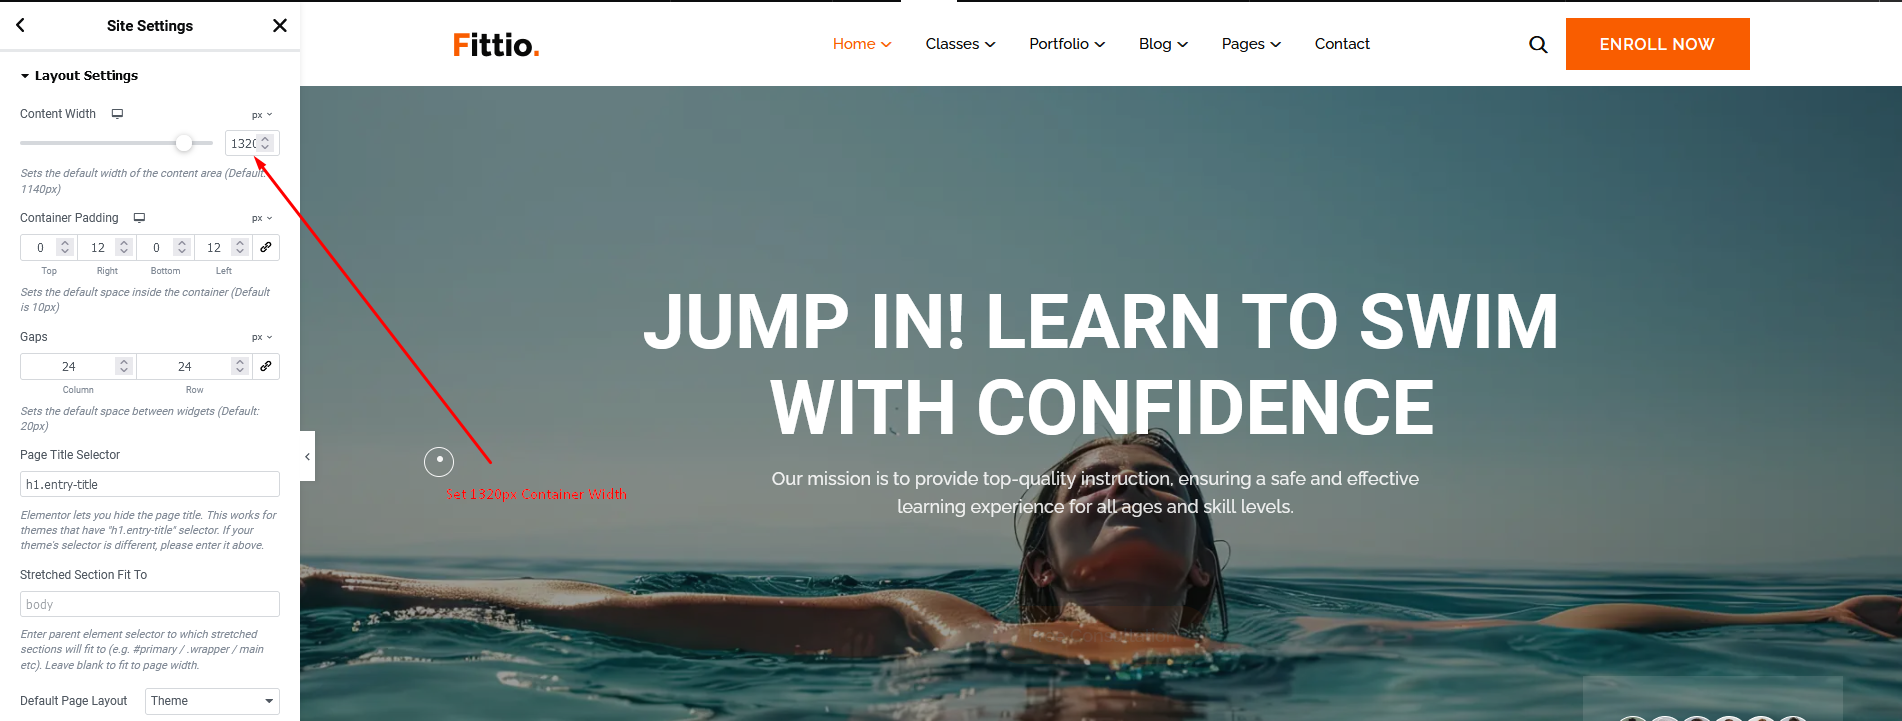 Site Settings
Layout Settings
Content Width
px
1320
Sets the default width of the content area (Default:
1140px)
Container Padding
px
0 12 0 12
Top Right Bottom Left
Sets the default space inside the container (Default
is 10px)
Gaps
px
24 24
Column Row
Sets the default space between widgets (Default:
20px)
Page Title Selector
h1.entry-title
Elementor lets you hide the page title. This works for
themes that have "h1.entry-title" selector. If your
theme's selector is different, please enter it above.
Stretched Section Fit To
body
Enter parent element selector to which stretched
sections will fit to (e.g. #primary / .wrapper / main
etc). Leave blank to fit to page width.
Default Page Layout Theme
Fittio.
Home Classes Portfolio Blog Pages Contact
ENROLL NOW
JUMP IN! LEARN TO SWIM
WITH CONFIDENCE
Our mission is to provide top-quality instruction, ensuring a safe and effective
learning experience for all ages and skill levels.
Set 1320px Container Width